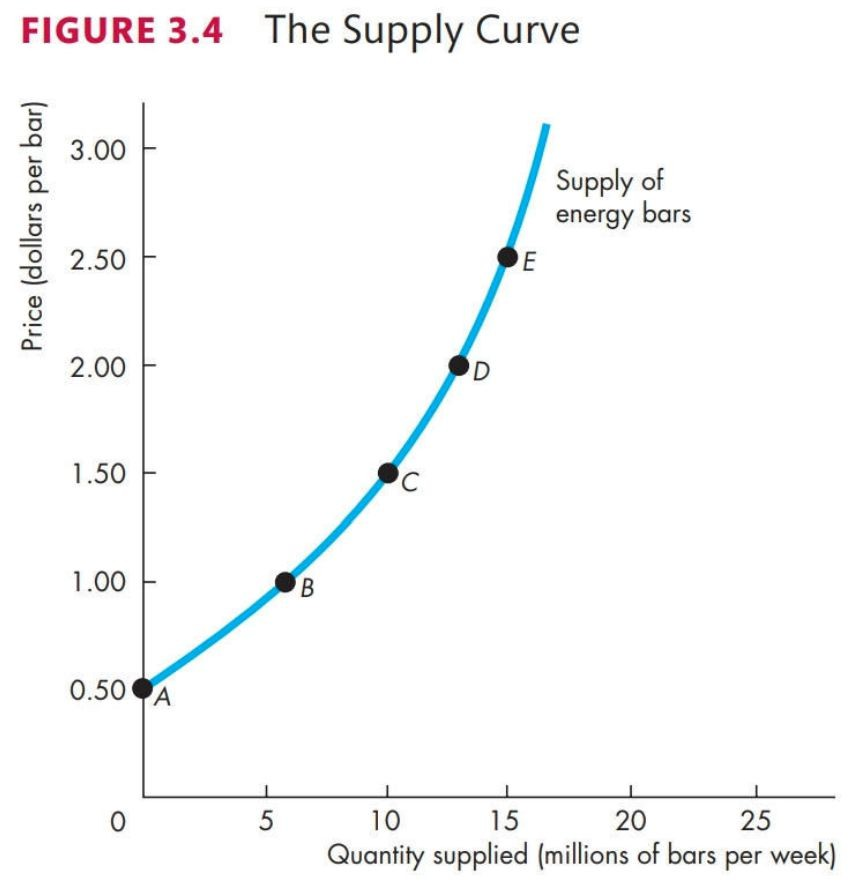 FIGURE 3.4 The Supply Curve
Price (dollars per bar)
3.00
2.50
2.00
1.50
1.00
0.50
0
Supply of
energy bars
E
D
C
B
A
5 10 15 20 25
Quantity supplied (millions of bars per week)